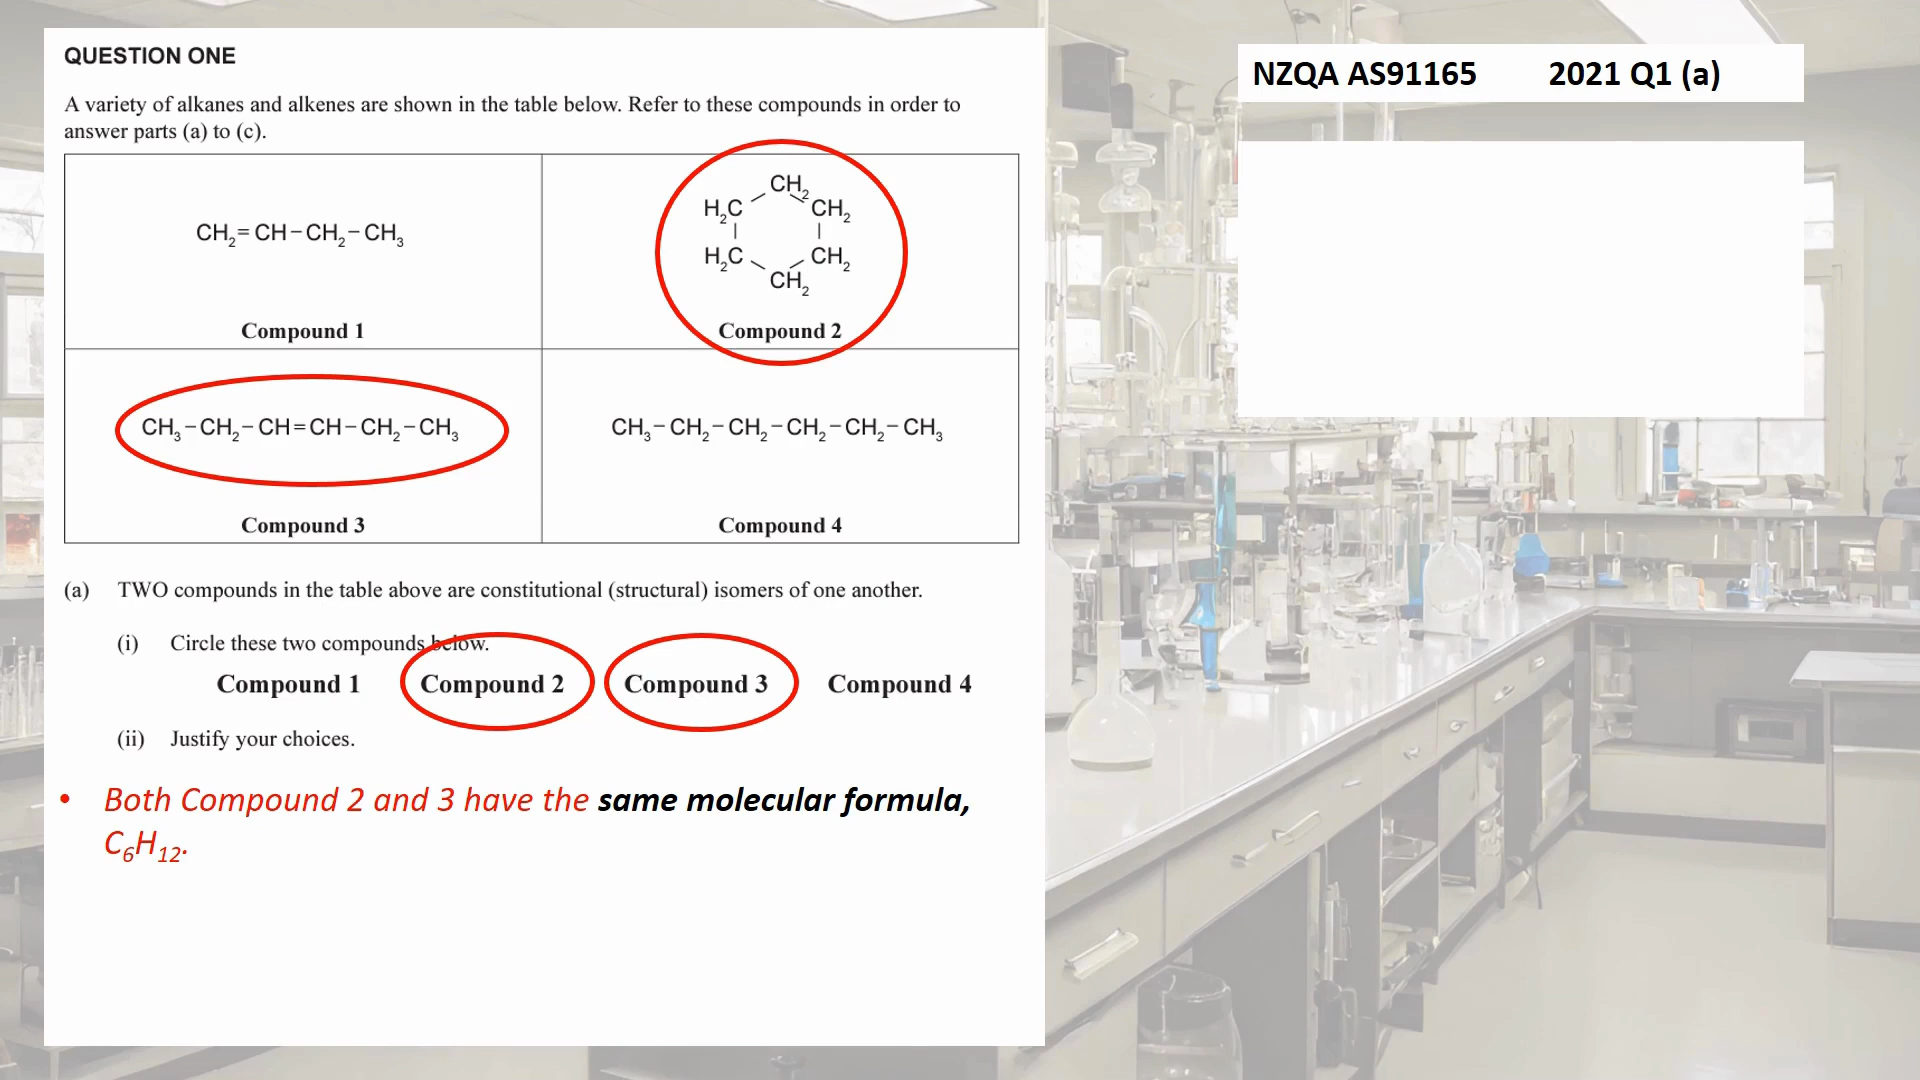 QUESTION ONE
NZQA AS91165 2021 Q1 (a)
A variety of alkanes and alkenes are shown in the table below. Refer to these compounds in order to
answer parts (a) to (c).
CH₂=CH–CH₂–CH₃
Compound 1
CH₂
H₂C CH₂
H₂C CH₂
CH₂
Compound 2
CH₃–CH₂–CH=CH–CH₂–CH₃
Compound 3
CH₃–CH₂–CH₂–CH₂–CH₂–CH₃
Compound 4
(a) TWO compounds in the table above are constitutional (structural) isomers of one another.
(i) Circle these two compounds below.
Compound 1 Compound 2 Compound 3 Compound 4
(ii) Justify your choices.
• Both Compound 2 and 3 have the same molecular formula,
C₆H₁₂.